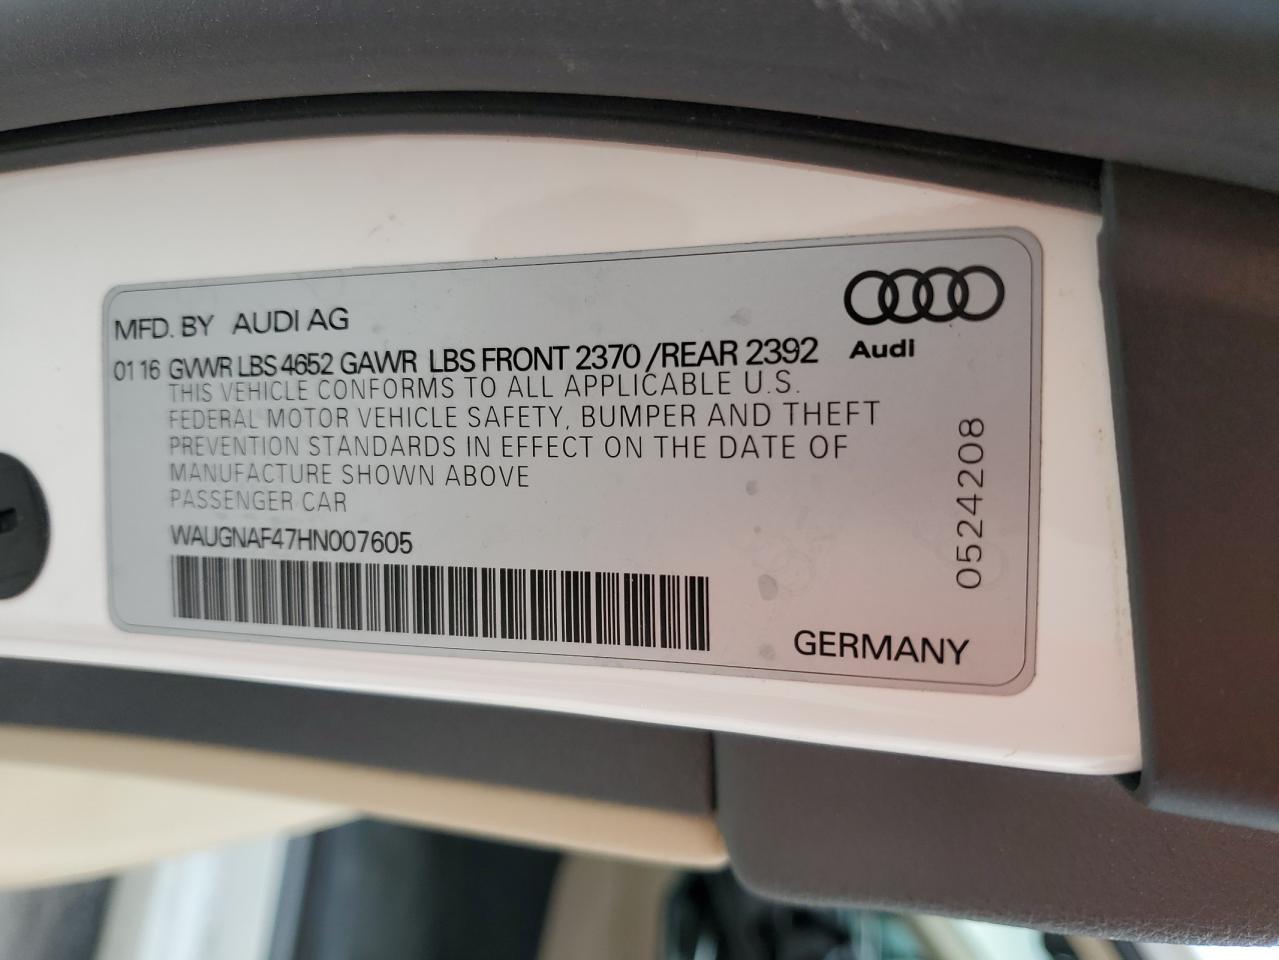 MFD. BY AUDI AG
01 16 GVWR LBS 4652 GAWR LBS FRONT 2370 /REAR 2392
THIS VEHICLE CONFORMS TO ALL APPLICABLE U.S.
FEDERAL MOTOR VEHICLE SAFETY, BUMPER AND THEFT
PREVENTION STANDARDS IN EFFECT ON THE DATE OF
MANUFACTURE SHOWN ABOVE
PASSENGER CAR
WAUGNAF47HN007605
Audi
0524208
GERMANY